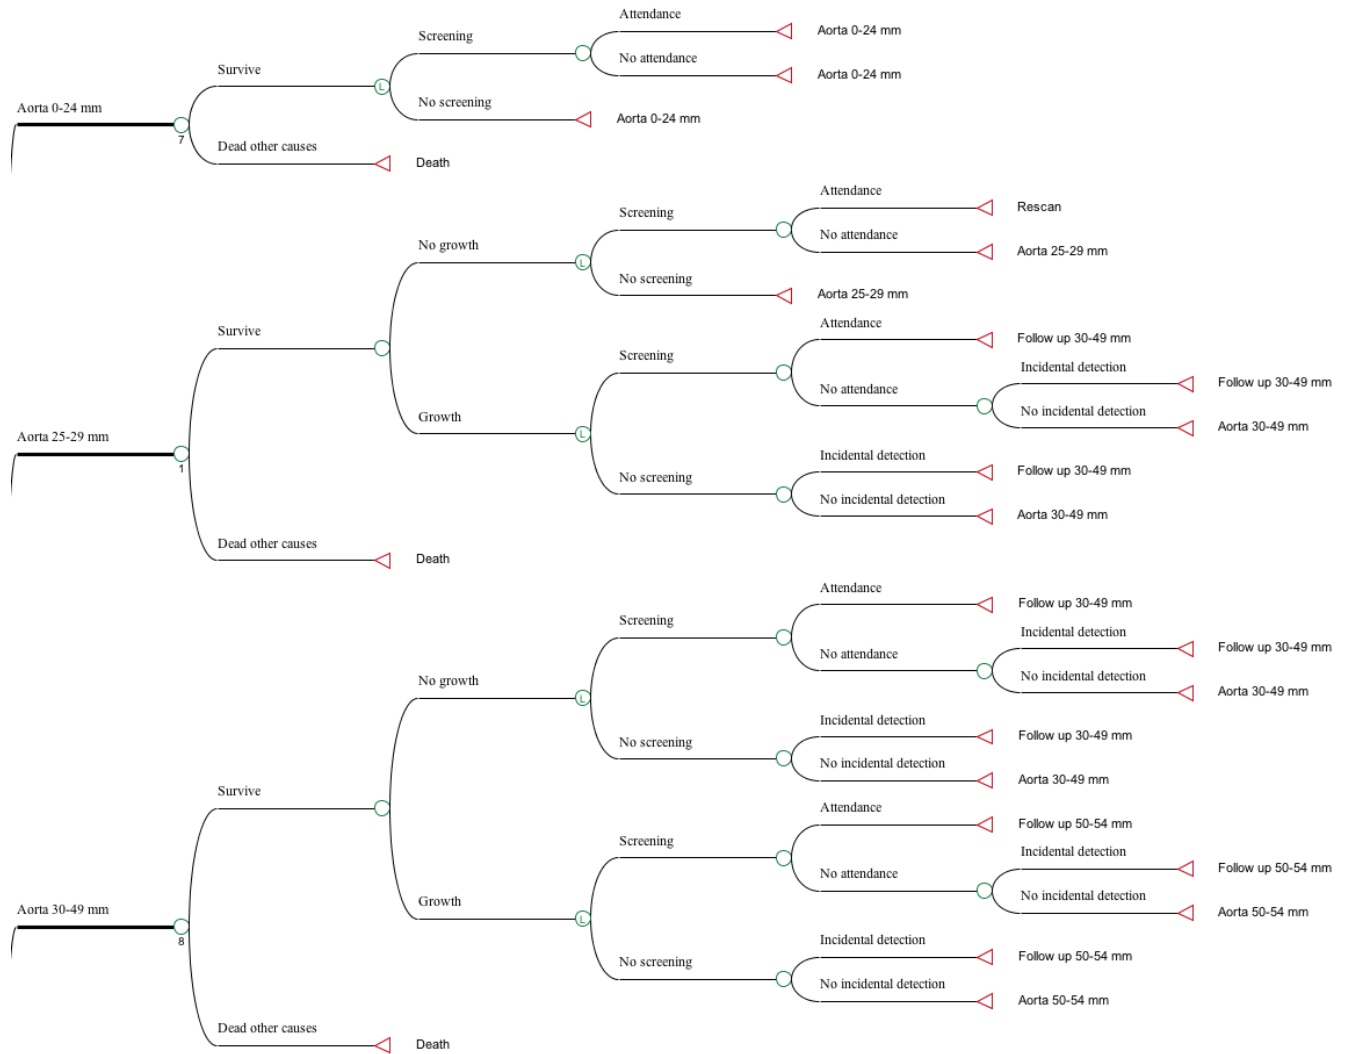 Attendance
Aorta 0-24 mm
Screening
No attendance
Aorta 0-24 mm
Survive
L
No screening
Aorta 0-24 mm
Aorta 0-24 mm
7
Dead other causes
Death
Attendance
Rescan
Screening
No attendance
Aorta 25-29 mm
No growth
L
No screening
Aorta 25-29 mm
Survive
Attendance
Follow up 30-49 mm
Screening
Incidental detection
Follow up 30-49 mm
No attendance
No incidental detection
Aorta 30-49 mm
Growth
L
Aorta 25-29 mm
1
Incidental detection
Follow up 30-49 mm
No screening
No incidental detection
Aorta 30-49 mm
Dead other causes
Death
Attendance
Follow up 30-49 mm
Screening
Incidental detection
Follow up 30-49 mm
No attendance
No incidental detection
Aorta 30-49 mm
No growth
L
Incidental detection
Follow up 30-49 mm
No screening
No incidental detection
Aorta 30-49 mm
Survive
Attendance
Follow up 50-54 mm
Screening
Incidental detection
Follow up 50-54 mm
No attendance
No incidental detection
Aorta 50-54 mm
Growth
L
Aorta 30-49 mm
8
Incidental detection
Follow up 50-54 mm
No screening
No incidental detection
Aorta 50-54 mm
Dead other causes
Death